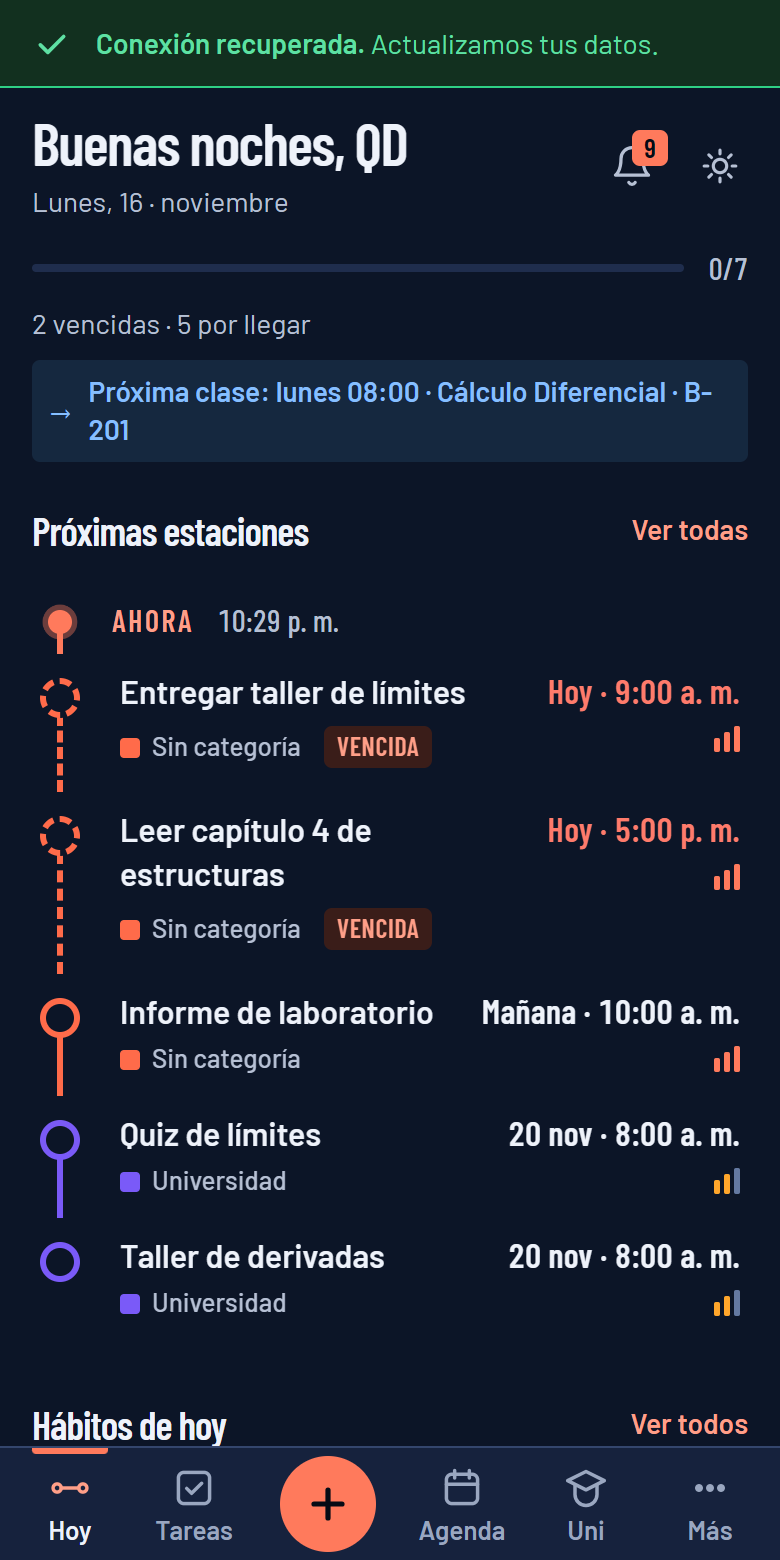 Conexión recuperada. Actualizamos tus datos.
Buenas noches, QD
9
Lunes, 16 · noviembre
0/7
2 vencidas · 5 por llegar
→ Próxima clase: lunes 08:00 · Cálculo Diferencial · B-
201
Próximas estaciones
Ver todas
AHORA 10:29 p. m.
Entregar taller de límites
Hoy · 9:00 a. m.
Sin categoría
VENCIDA
Leer capítulo 4 de
estructuras
Hoy · 5:00 p. m.
Sin categoría
VENCIDA
Informe de laboratorio
Mañana · 10:00 a. m.
Sin categoría
Quiz de límites
20 nov · 8:00 a. m.
Universidad
Taller de derivadas
20 nov · 8:00 a. m.
Universidad
Hábitos de hoy
Ver todos
Hoy
Tareas
Agenda
Uni
Más